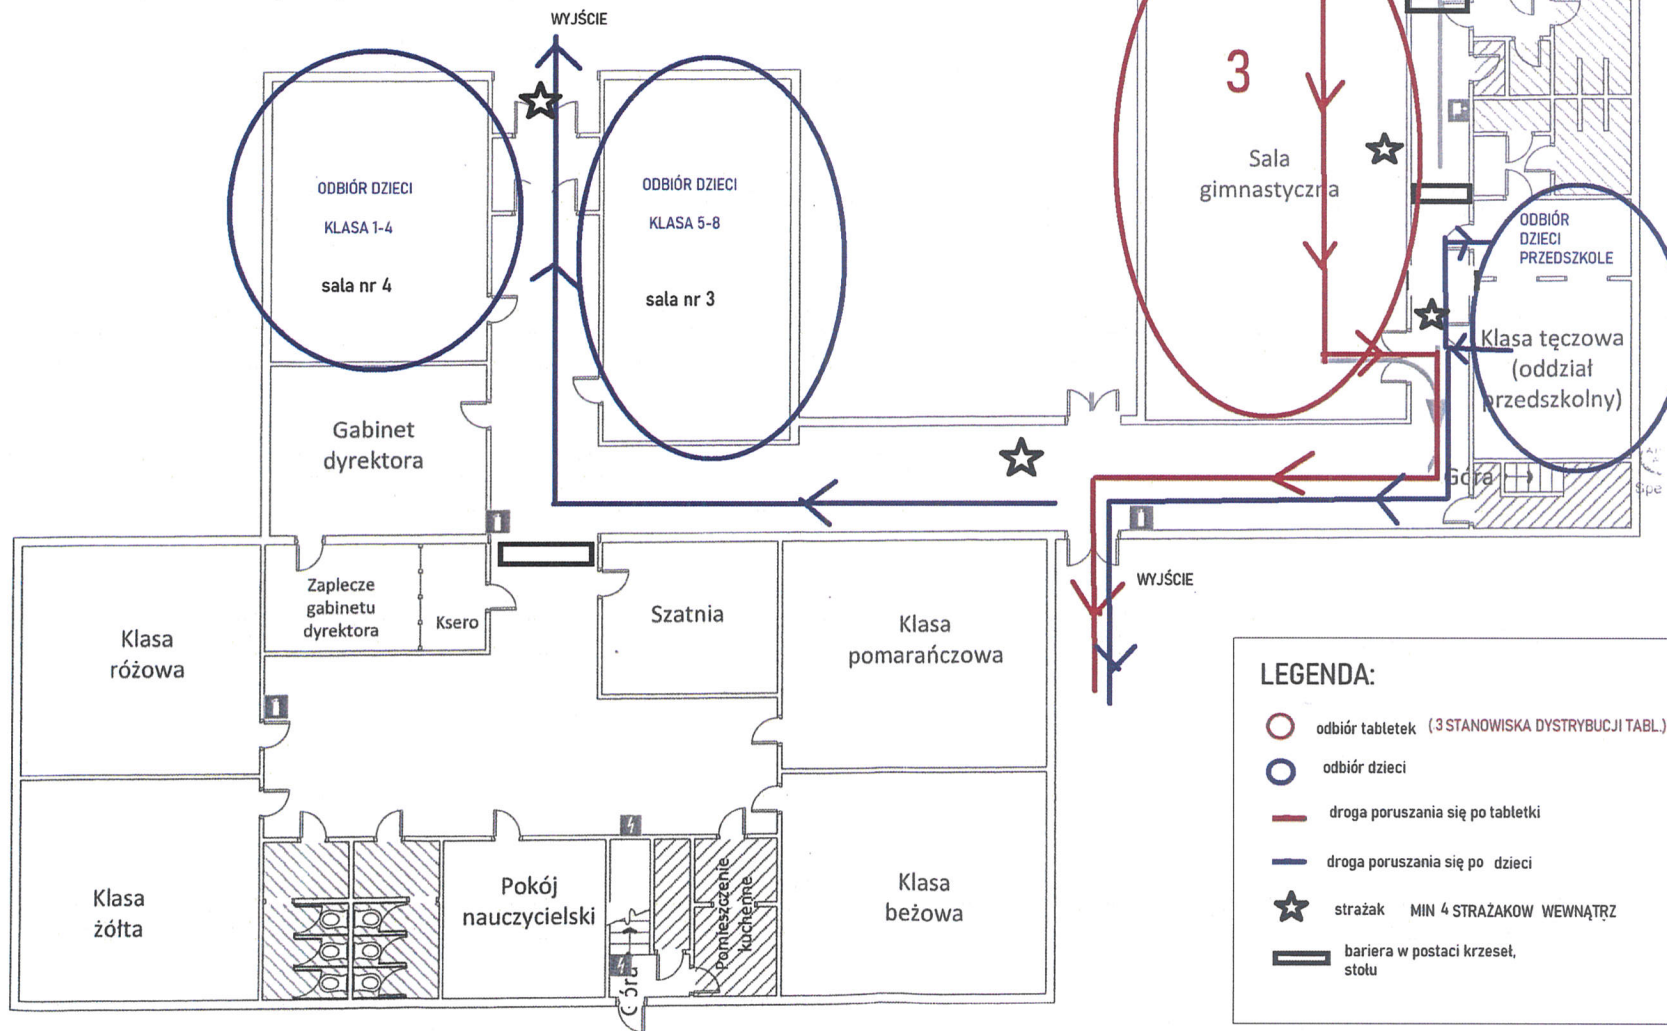 WYJŚCIE
3
ODBIÓR DZIECI
KLASA 1-4
sala nr 4
ODBIÓR DZIECI
KLASA 5-8
sala nr 3
Sala
gimnastyczna
ODBIÓR
DZIECI
PRZEDSZKOLE
Klasa tęczowa
(oddział
przedszkolny)
Gabinet
dyrektora
Góra
WYJŚCIE
Zaplecze
gabinetu
dyrektora
Ksero
Szatnia
Klasa
różowa
Klasa
pomarańczowa
Klasa
żółta
Pokój
nauczycielski
Góra
Pomieszczenie
kuchenne
Klasa
beżowa
LEGENDA:
odbiór tabletek (3 STANOWISKA DYSTRYBUCJI TABL.)
odbiór dzieci
droga poruszania się po tabletki
droga poruszania się po dzieci
strażak MIN 4 STRAŻAKOW WEWNĄTRZ
bariera w postaci krzeseł,
stołu